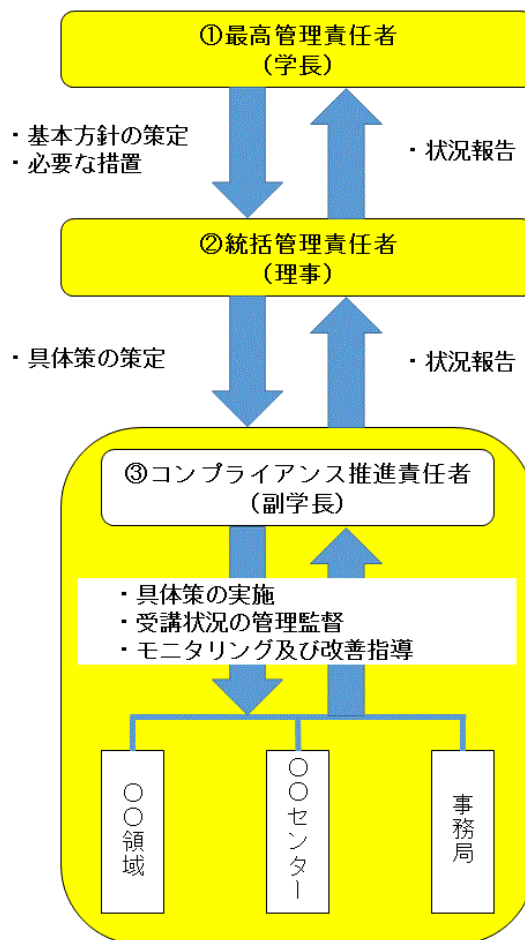 ①最高管理責任者
（学長）
・基本方針の策定
・必要な措置
・状況報告
②統括管理責任者
（理事）
・具体策の策定
・状況報告
③コンプライアンス推進責任者
（副学長）
・具体策の実施
・受講状況の管理監督
・モニタリング及び改善指導
〇〇領域
〇〇センター
事務局